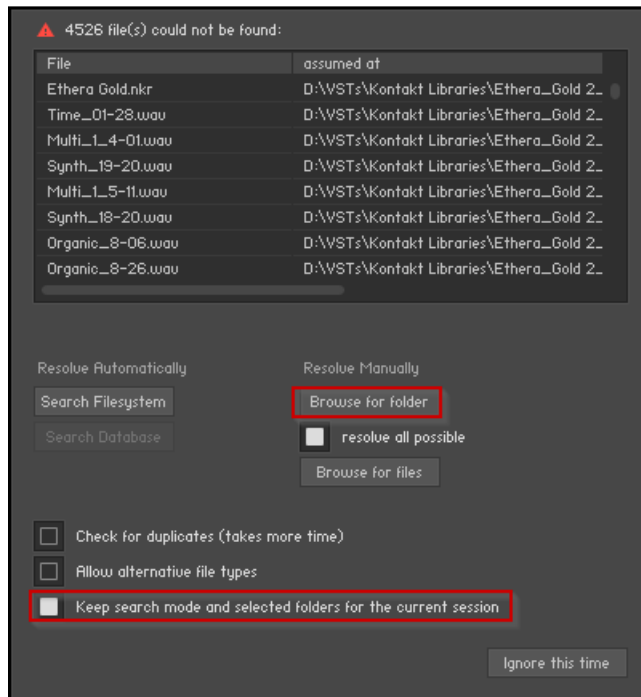 4526 file(s) could not be found:
File assumed at
Ethera Gold.nkr D:\VSTs\Kontakt Libraries\Ethera_Gold 2_
Time_01-28.wav D:\VSTs\Kontakt Libraries\Ethera_Gold 2_
Multi_1_4-01.wav D:\VSTs\Kontakt Libraries\Ethera_Gold 2_
Synth_19-20.wav D:\VSTs\Kontakt Libraries\Ethera_Gold 2_
Multi_1_5-11.wav D:\VSTs\Kontakt Libraries\Ethera_Gold 2_
Synth_18-20.wav D:\VSTs\Kontakt Libraries\Ethera_Gold 2_
Organic_8-06.wav D:\VSTs\Kontakt Libraries\Ethera_Gold 2_
Organic_8-26.wav D:\VSTs\Kontakt Libraries\Ethera_Gold 2_
Resolve Automatically Resolve Manually
Search Filesystem Browse for folder
Search Database resolve all possible
Browse for files
Check for duplicates (takes more time)
Allow alternative file types
Keep search mode and selected folders for the current session
Ignore this time